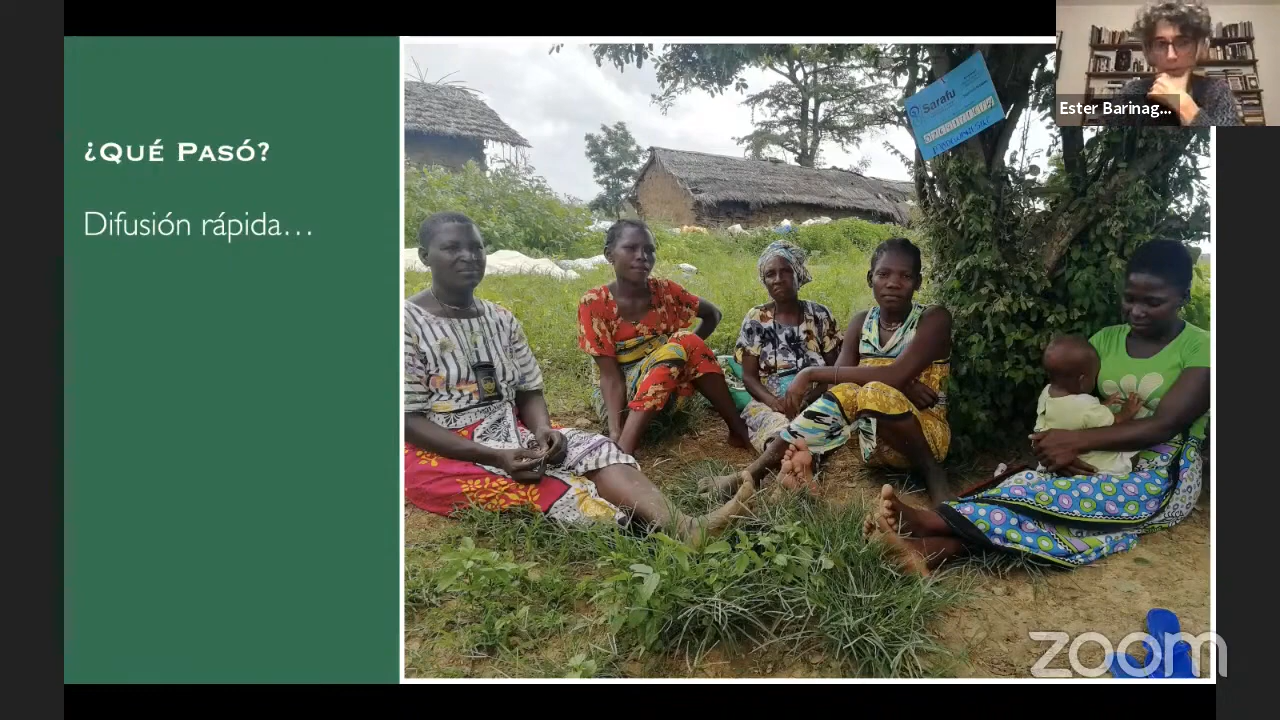 ¿QUÉ PASÓ?
Difusión rápida...
Sarafu
Ester Barinag...
zoom